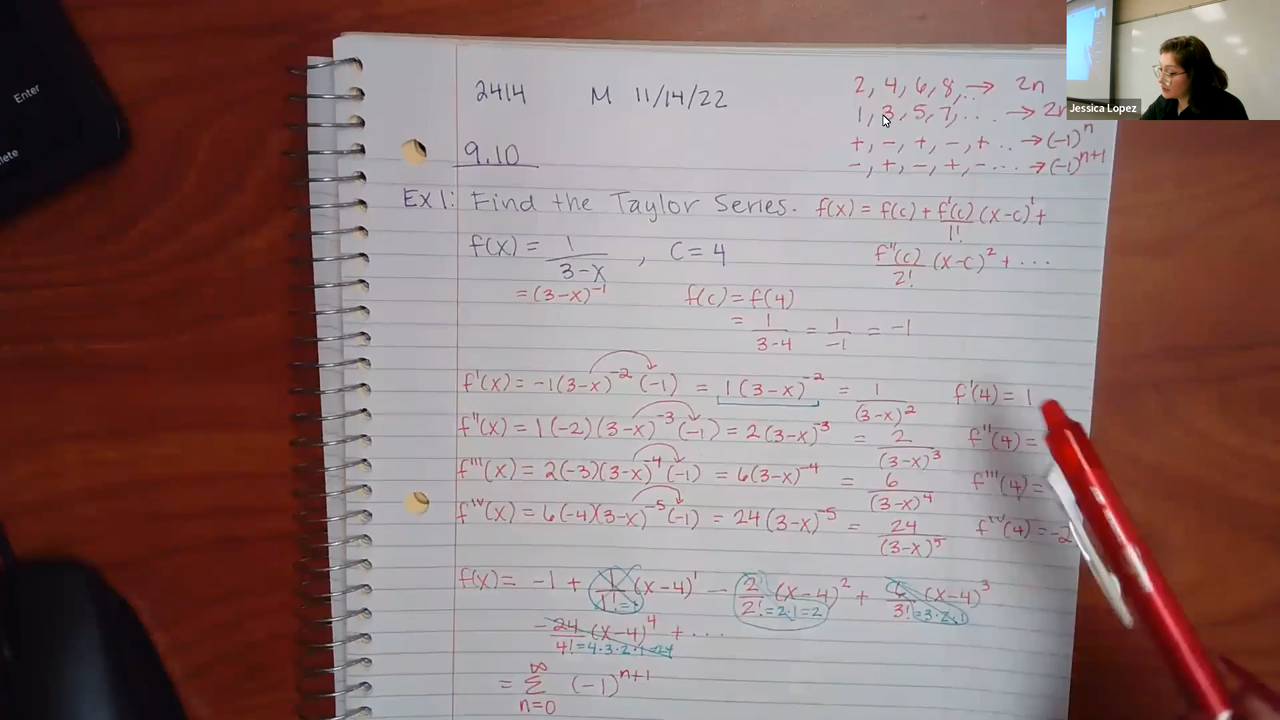 Enter
2414 M 11/14/22
2, 4, 6, 8, ... → 2n
Jessica Lopez
1, 3, 5, 7, ... → 2n
+, -, +, -, + ... → (-1)^n
-, +, -, +, - ... → (-1)^{n+1}
9.10
Ex 1: Find the Taylor Series. f(x) = f(c) + f'(c)/1! (x-c)^1 +
f''(c)/2! (x-c)^2 + ...
f(x) = 1/(3-x), c = 4
= (3-x)^{-1} f(c) = f(4)
= 1/(3-4) = 1/-1 = -1
f'(x) = -1(3-x)^{-2}(-1) = 1(3-x)^{-2} = 1/(3-x)^2 f'(4) = 1
f''(x) = 1(-2)(3-x)^{-3}(-1) = 2(3-x)^{-3} = 2/(3-x)^3 f''(4) =
f'''(x) = 2(-3)(3-x)^{-4}(-1) = 6(3-x)^{-4} = 6/(3-x)^4 f'''(4) =
f^{IV}(x) = 6(-4)(3-x)^{-5}(-1) = 24(3-x)^{-5} = 24/(3-x)^5 f^{IV}(4) = -2
f(x) = -1 + 1/1!=1 (x-4)^1 - 2/2!=2·1=2 (x-4)^2 + 6/3!=3·2·1 (x-4)^3
- 24/4!=4·3·2·1=24 (x-4)^4 + ...
= ∞ Σ n=0 (-1)^{n+1}